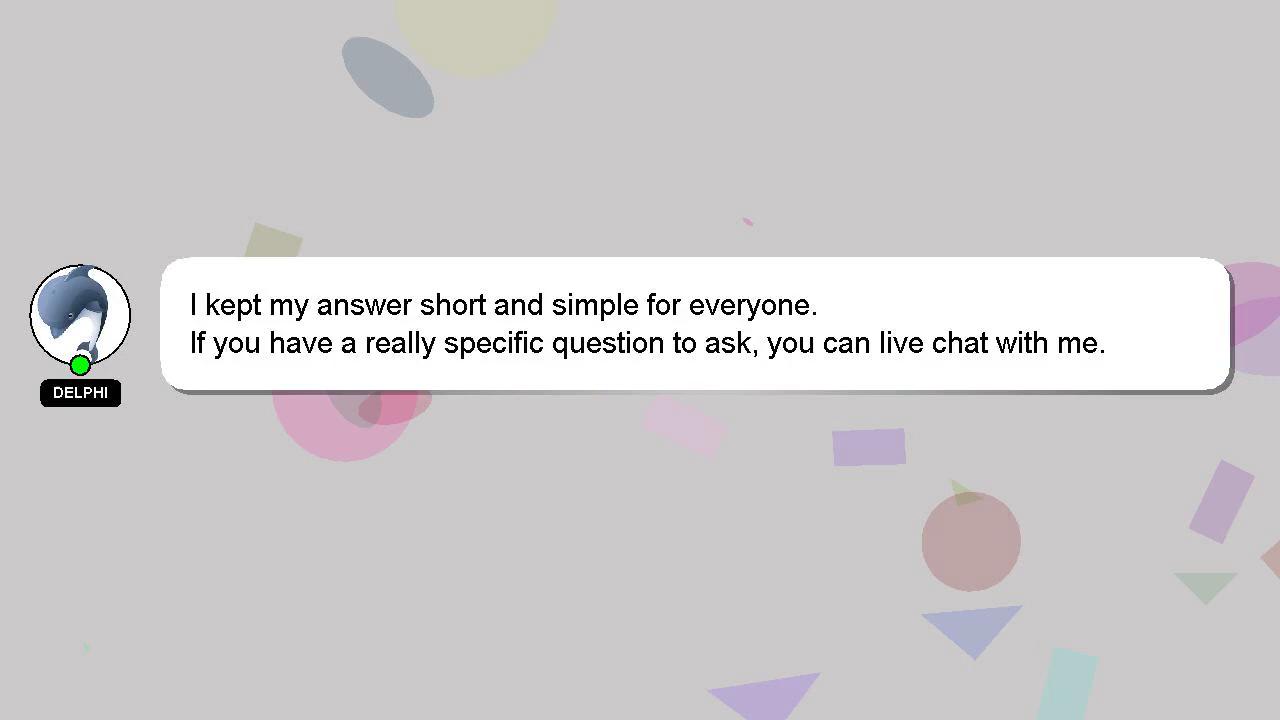 I kept my answer short and simple for everyone.
If you have a really specific question to ask, you can live chat with me.
DELPHI